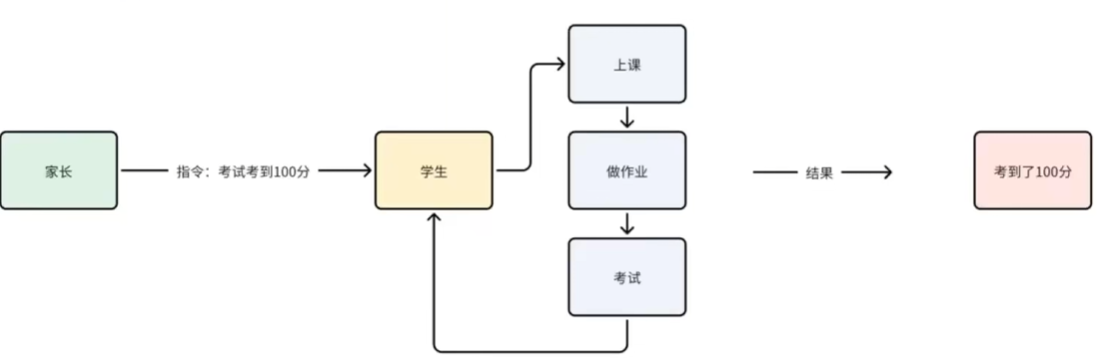 家长
指令：考试考到100分
学生
上课
做作业
考试
结果
考到了100分